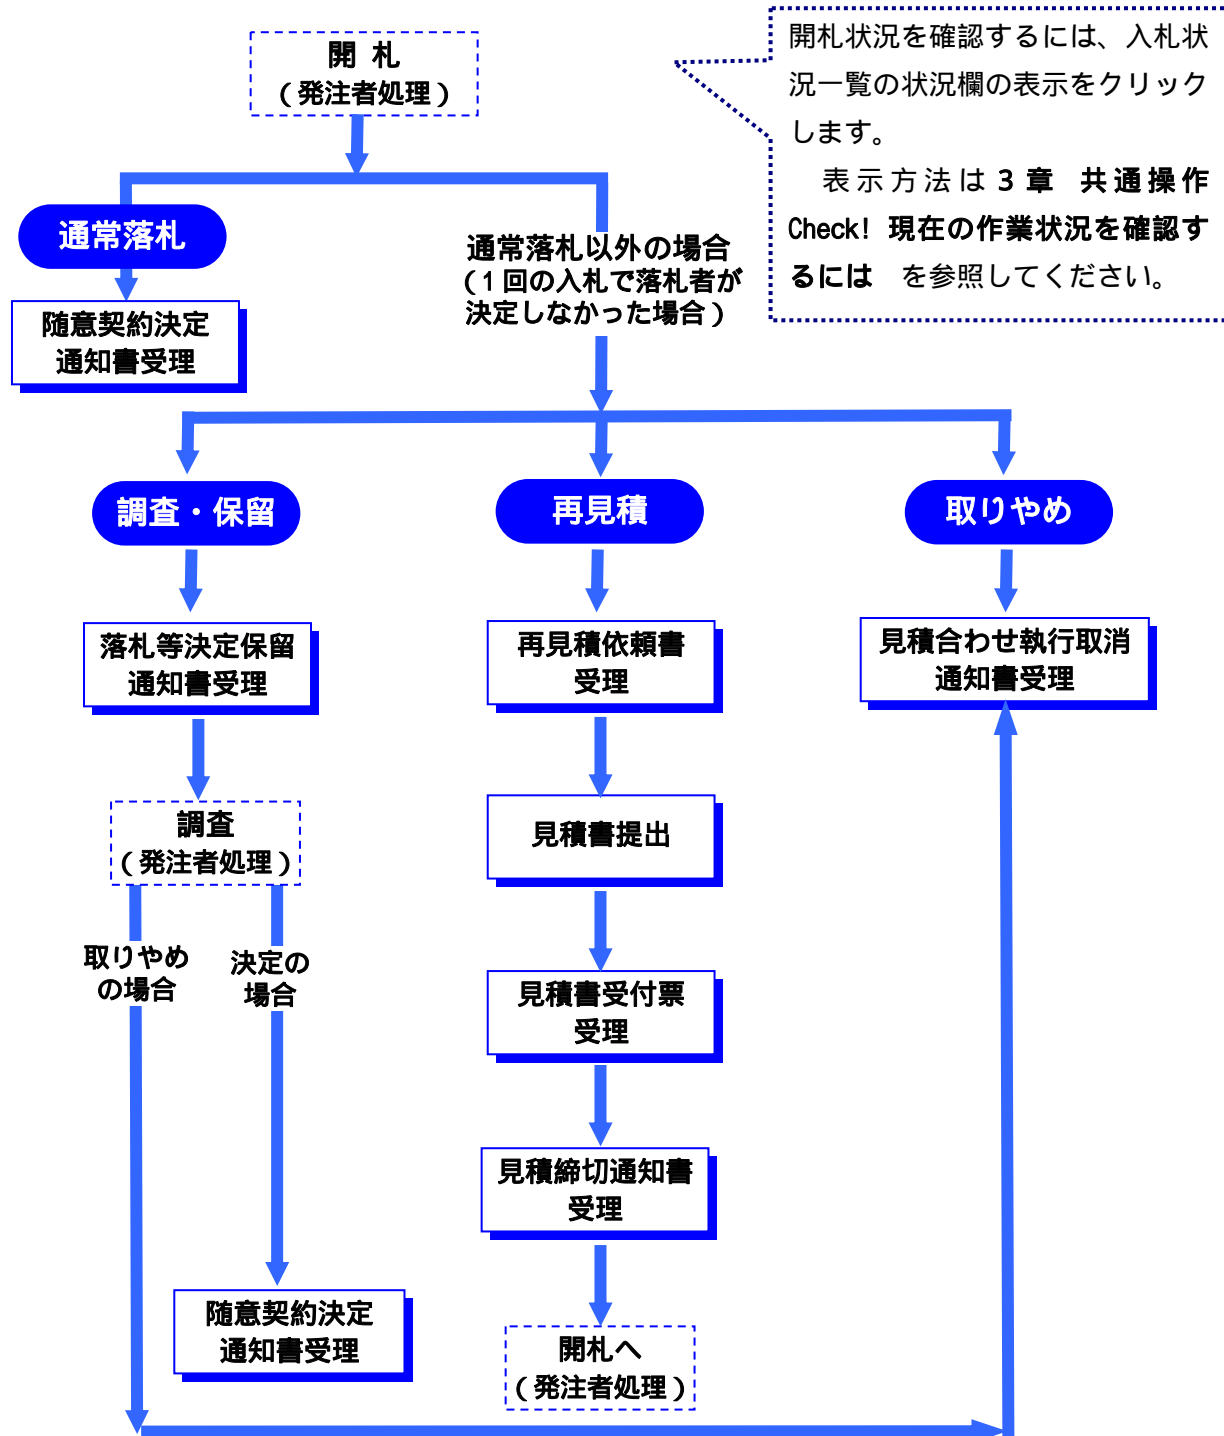 開 札
（発注者処理）
開札状況を確認するには、入札状
況一覧の状況欄の表示をクリック
します。
表示方法は3章 共通操作
Check! 現在の作業状況を確認す
るには　を参照してください。
通常落札
随意契約決定
通知書受理
通常落札以外の場合
（1回の入札で落札者が
決定しなかった場合）
調査・保留
再見積
取りやめ
落札等決定保留
通知書受理
再見積依頼書
受理
見積合わせ執行取消
通知書受理
調査
（発注者処理）
見積書提出
取りやめ
の場合
決定の
場合
見積書受付票
受理
見積締切通知書
受理
随意契約決定
通知書受理
開札へ
（発注者処理）